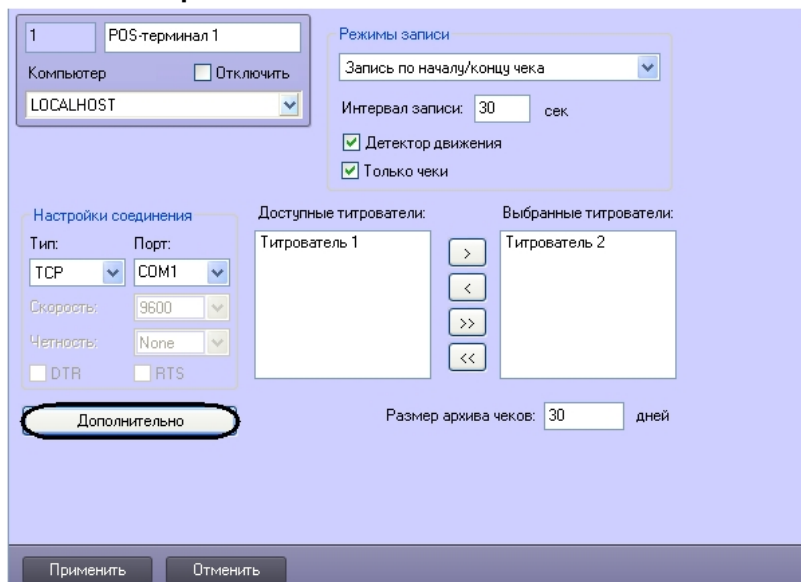 1 POS-терминал 1
Компьютер Отключить
LOCALHOST
Режимы записи
Запись по началу/концу чека
Интервал записи: 30 сек
Детектор движения
Только чеки
Настройки соединения
Тип: Порт:
TCP COM1
Скорость: 9600
Четность: None
DTR RTS
Доступные титрователи: Выбранные титрователи:
Титрователь 1 > Титрователь 2
<
>>
<<
Дополнительно
Размер архива чеков: 30 дней
Применить Отменить